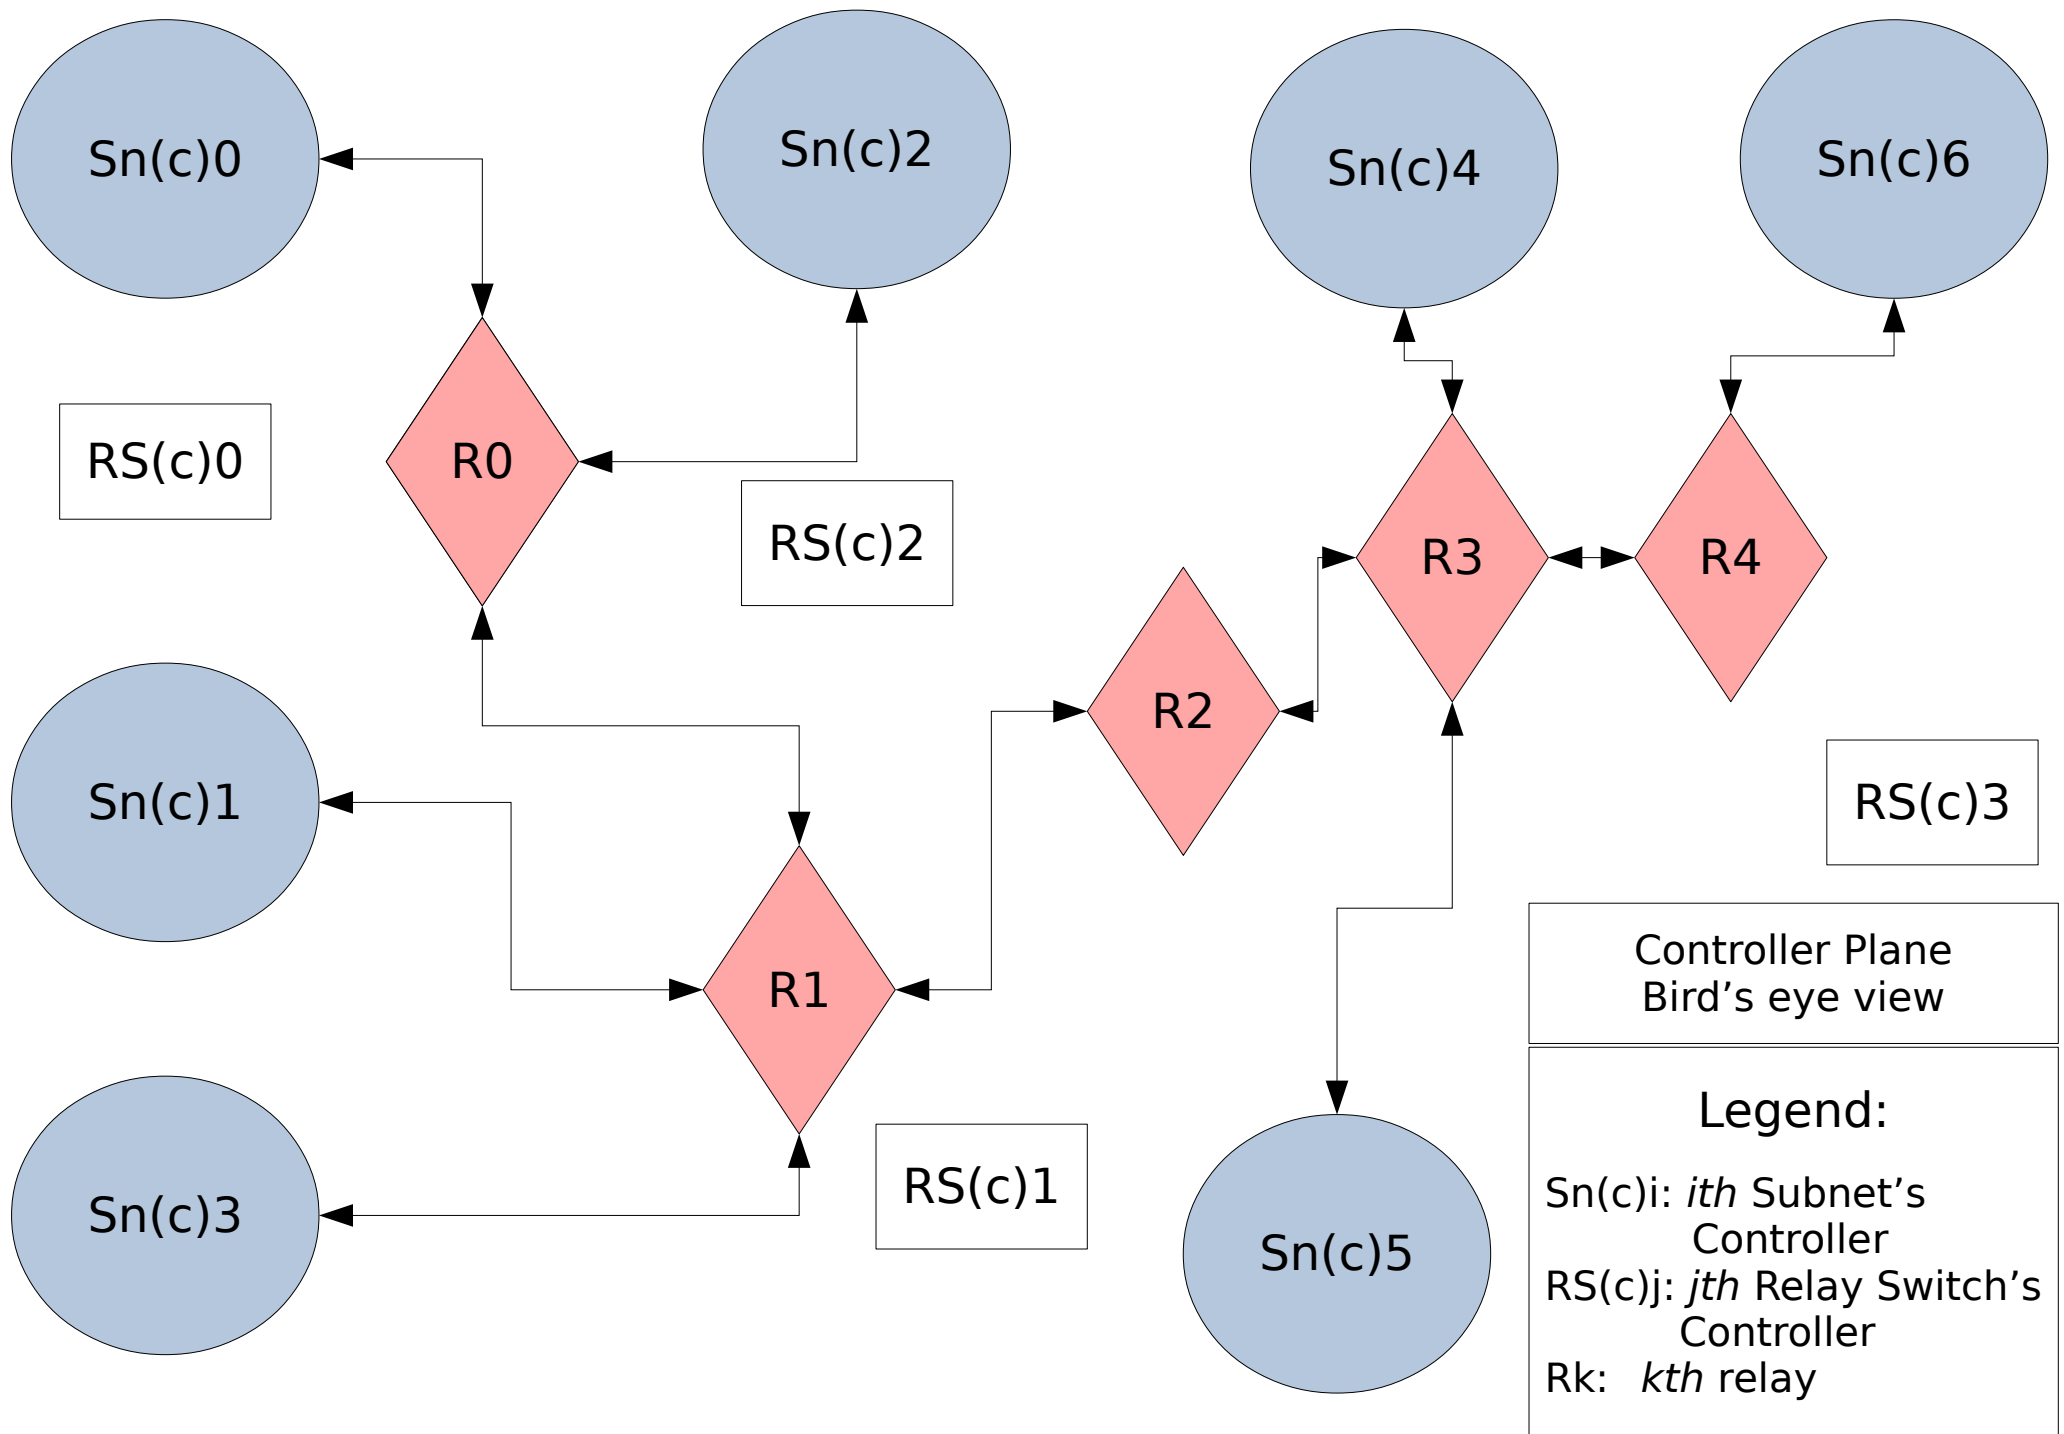 Sn(c)0
Sn(c)2
Sn(c)4
Sn(c)6
RS(c)0
R0
RS(c)2
R3
R4
R2
Sn(c)1
RS(c)3
R1
Sn(c)3
RS(c)1
Sn(c)5
Controller Plane
Bird’s eye view
Legend:
Sn(c)i: ith Subnet’s
Controller
RS(c)j: jth Relay Switch’s
Controller
Rk: kth relay